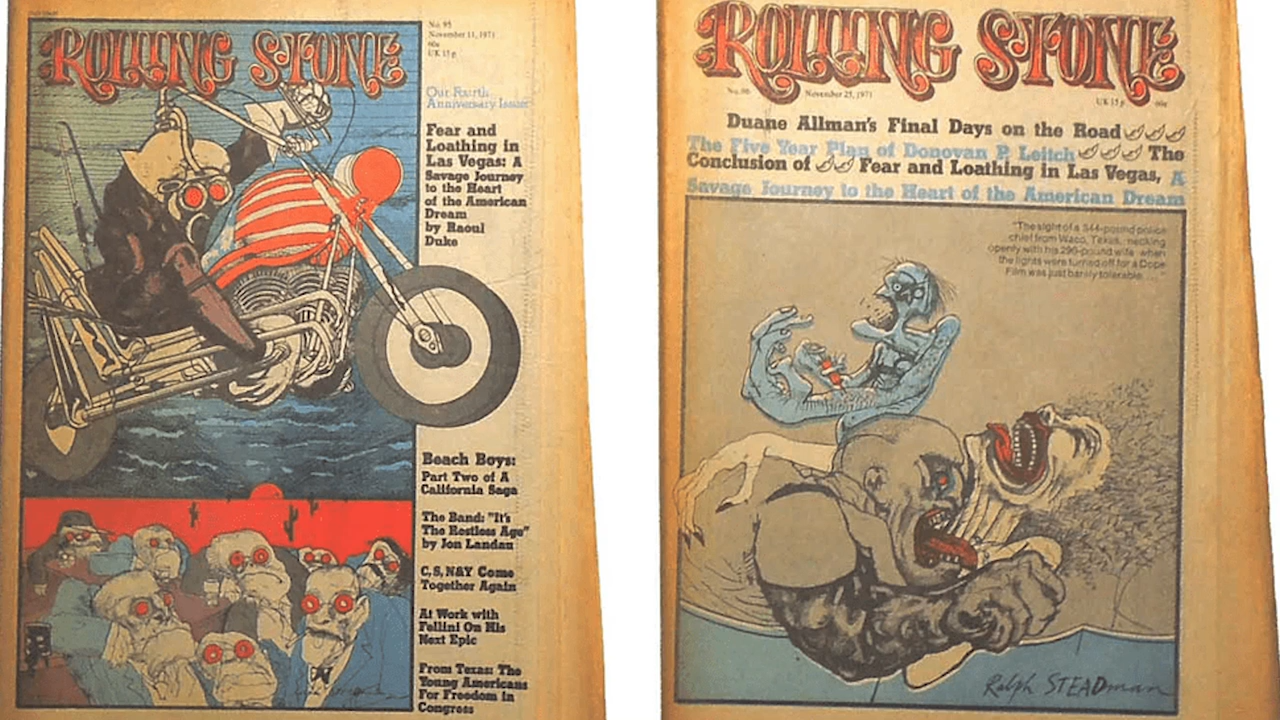 ROLLING STONE
No. 95
November 11, 1971
60¢
UK 15 p
Our Fourth
Anniversary Issue
Fear and
Loathing in
Las Vegas: A
Savage Journey
to the Heart
of the American
Dream
by Raoul
Duke
Beach Boys:
Part Two of A
California Saga
The Band: "It's
The Restless Age"
by Jon Landau
C, S, N&Y Come
Together Again
At Work with
Fellini On His
Next Epic
From Texas: The
Young Americans
For Freedom in
Congress
ROLLING STONE
No. 96
November 25, 1971
UK 15 p
60¢
Duane Allman's Final Days on the Road
The Five Year Plan of Donovan P. Leitch The
Conclusion of Fear and Loathing in Las Vegas, A
Savage Journey to the Heart of the American Dream
"The sight of a 344-pound police
chief from Waco, Texas, necking
openly with his 290-pound wife when
the lights were turned off for a Dope
Film was just barely tolerable
Ralph STEADman